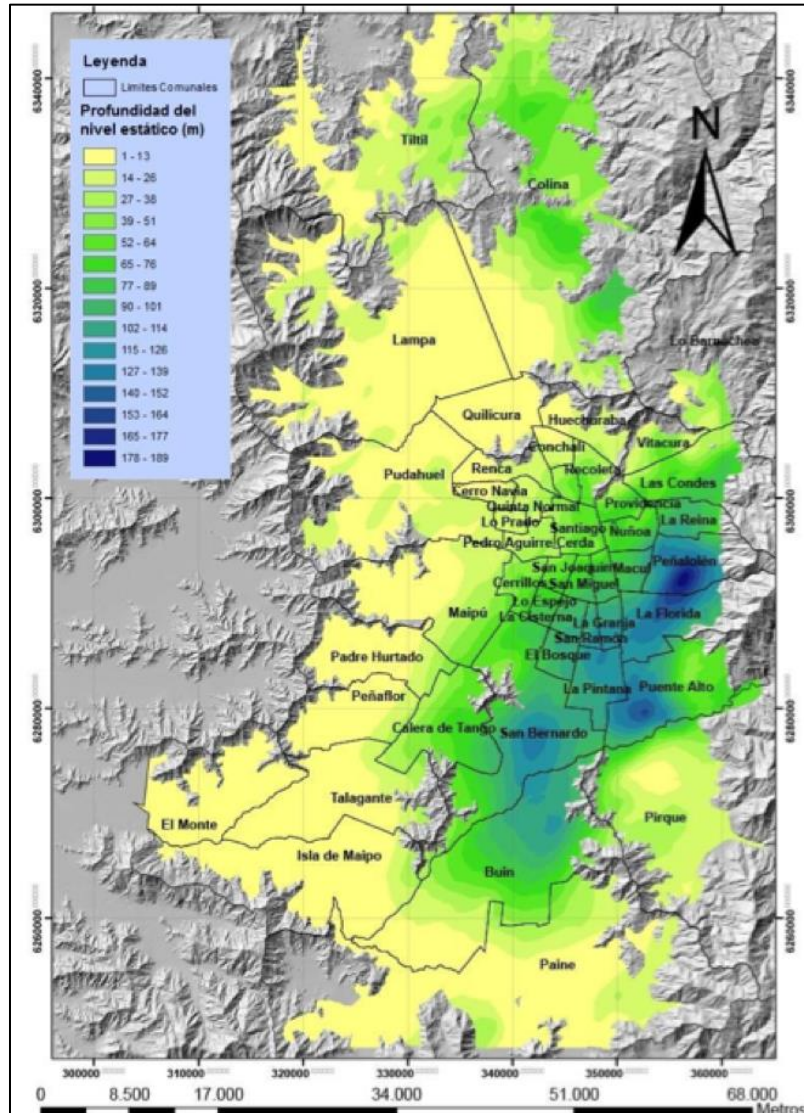 Leyenda
Límites Comunales
Profundidad del
nivel estático (m)
1 - 13
14 - 26
27 - 38
39 - 51
52 - 64
65 - 76
77 - 89
90 - 101
102 - 114
115 - 126
127 - 139
140 - 152
153 - 164
165 - 177
178 - 189
N
Tiltil
Colina
Lampa
Lo Barnechea
Quilicura
Huechuraba
Conchalí
Vitacura
Pudahuel
Renca
Recoleta
Las Condes
Cerro Navia
Quinta Normal
Providencia
Lo Prado
Santiago
Ñuñoa
La Reina
Pedro Aguirre Cerda
San Joaquín
Macul
Peñalolén
Cerrillos
San Miguel
Maipú
Lo Espejo
La Cisterna
La Granja
La Florida
San Ramón
Padre Hurtado
El Bosque
Peñaflor
La Pintana
Puente Alto
Calera de Tango
San Bernardo
Talagante
El Monte
Pirque
Isla de Maipo
Buin
Paine
6340000
6320000
6300000
6280000
6260000
300000
310000
320000
330000
340000
350000
360000
0
8.500
17.000
34.000
51.000
68.000
Metros